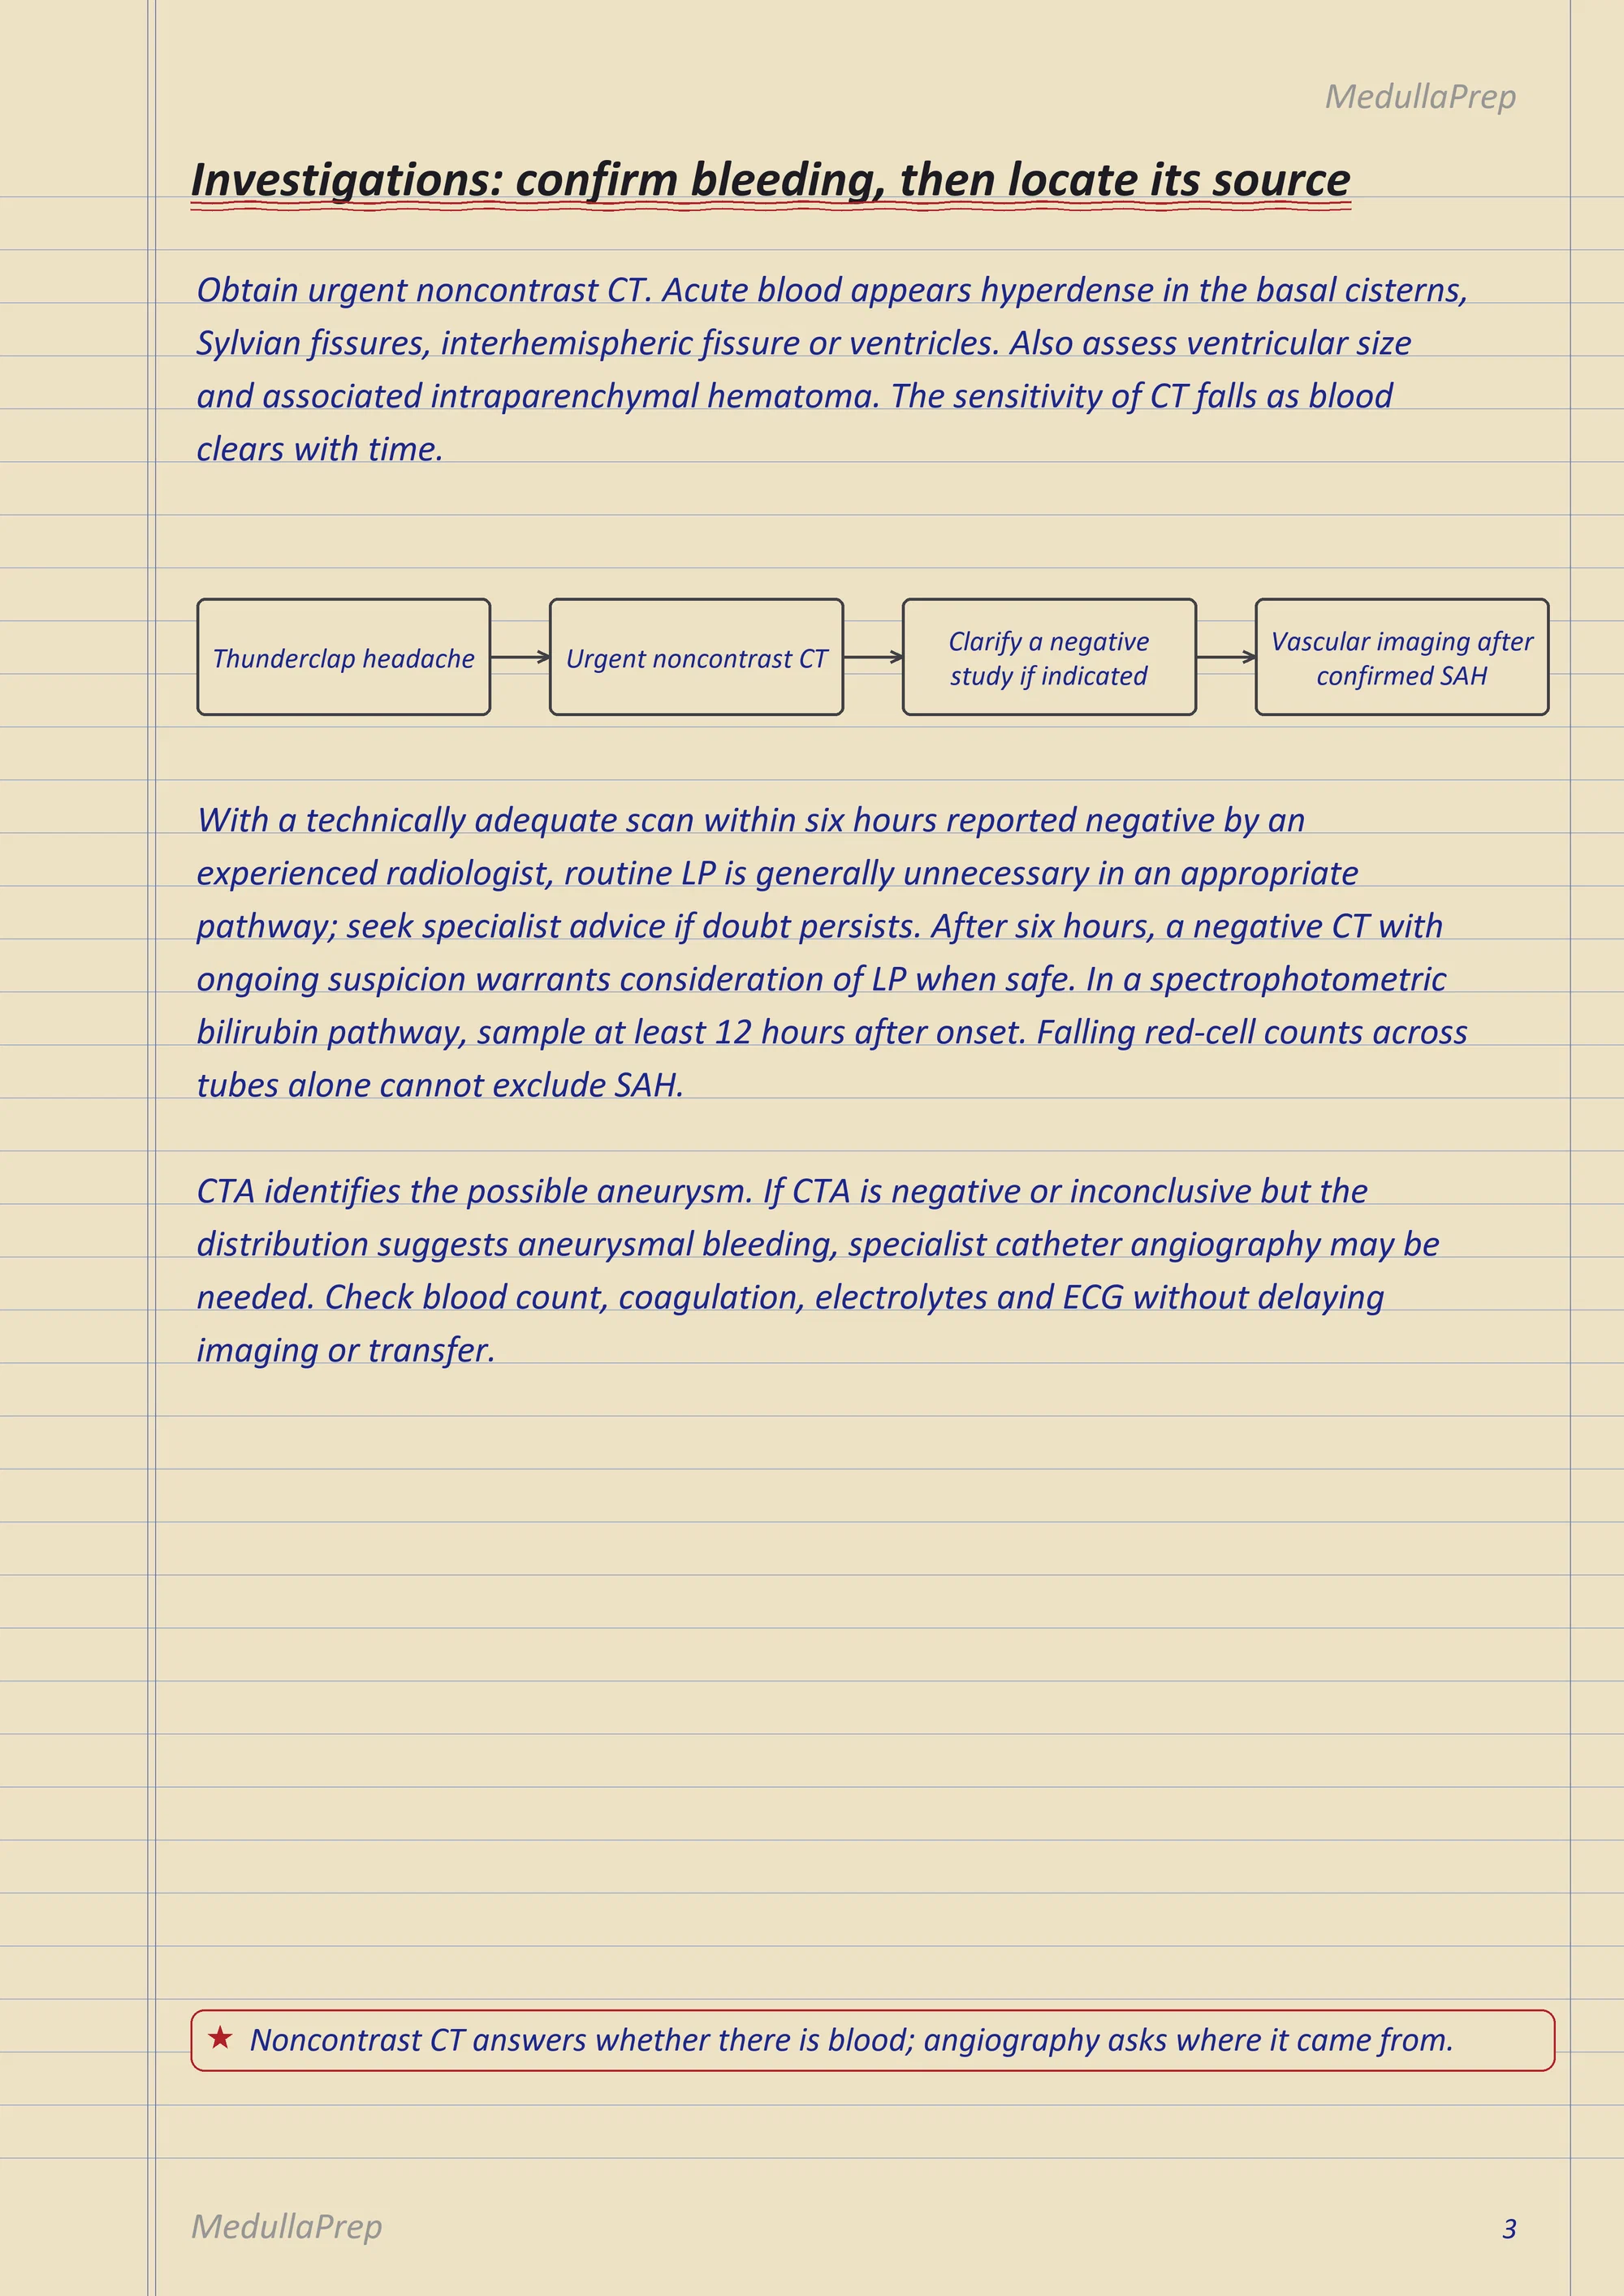 MedullaPrep
Investigations: confirm bleeding, then locate its source
Obtain urgent noncontrast CT. Acute blood appears hyperdense in the basal cisterns,
Sylvian fissures, interhemispheric fissure or ventricles. Also assess ventricular size
and associated intraparenchymal hematoma. The sensitivity of CT falls as blood
clears with time.
Thunderclap headache
Urgent noncontrast CT
Clarify a negative
study if indicated
Vascular imaging after
confirmed SAH
With a technically adequate scan within six hours reported negative by an
experienced radiologist, routine LP is generally unnecessary in an appropriate
pathway; seek specialist advice if doubt persists. After six hours, a negative CT with
ongoing suspicion warrants consideration of LP when safe. In a spectrophotometric
bilirubin pathway, sample at least 12 hours after onset. Falling red-cell counts across
tubes alone cannot exclude SAH.
CTA identifies the possible aneurysm. If CTA is negative or inconclusive but the
distribution suggests aneurysmal bleeding, specialist catheter angiography may be
needed. Check blood count, coagulation, electrolytes and ECG without delaying
imaging or transfer.
★ Noncontrast CT answers whether there is blood; angiography asks where it came from.
MedullaPrep
3